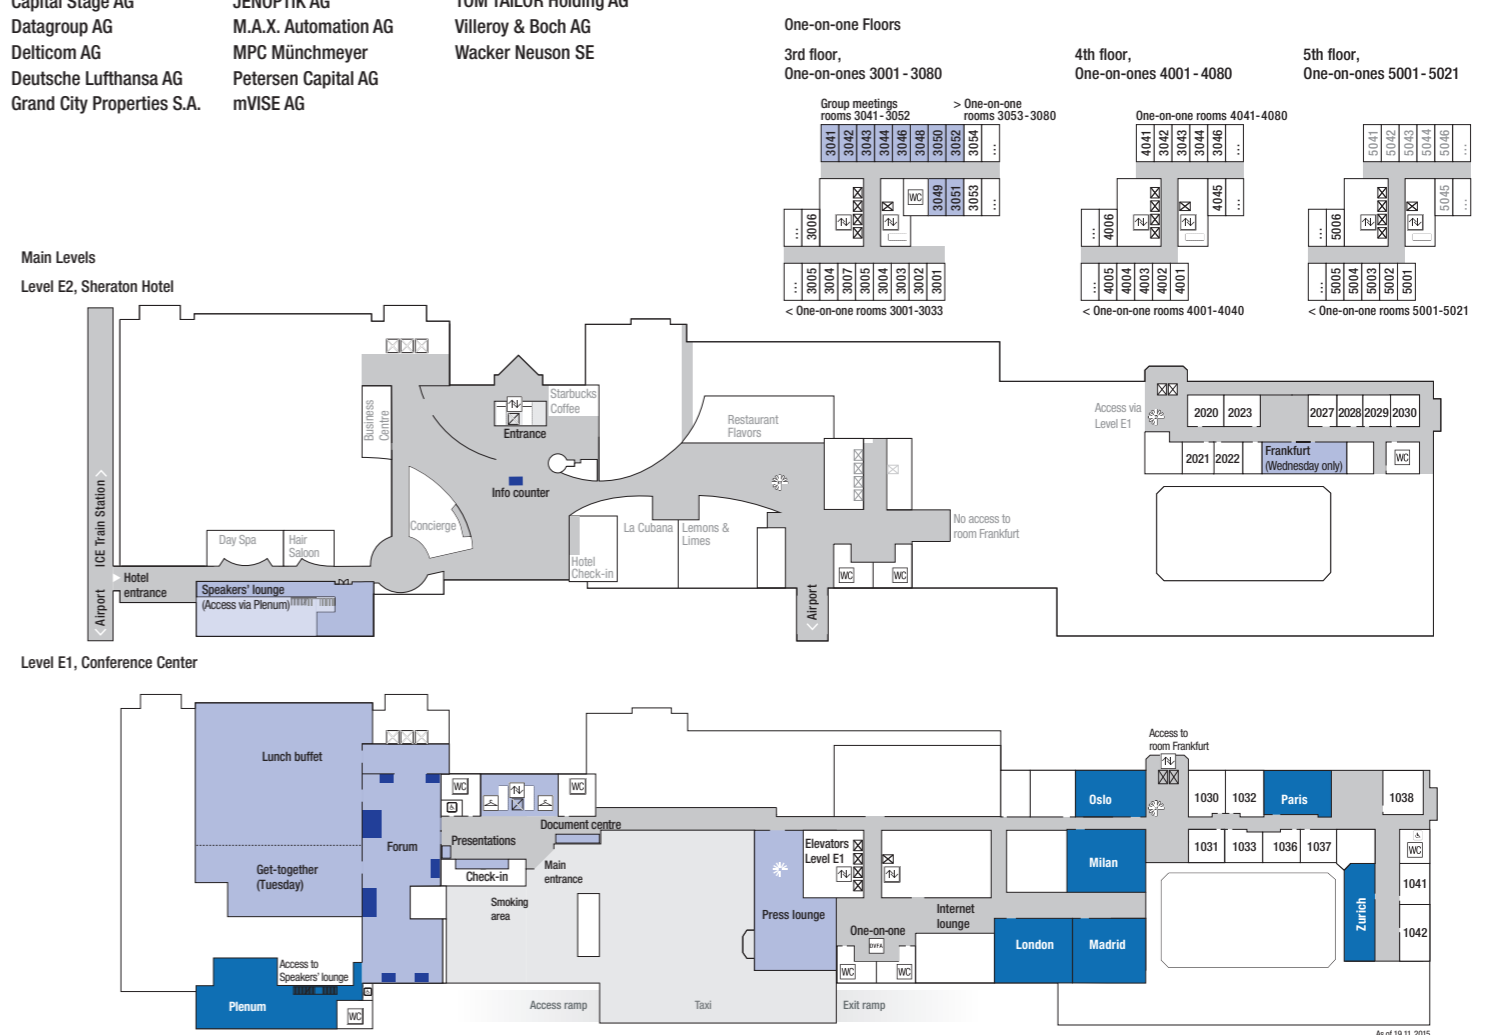 Capital Stage AG
Datagroup AG
Delticom AG
Deutsche Lufthansa AG
Grand City Properties S.A.
JENOPTIK AG
M.A.X. Automation AG
MPC Münchmeyer
Petersen Capital AG
mVISE AG
TOM TAILOR Holding AG
Villeroy & Boch AG
Wacker Neuson SE
One-on-one Floors
3rd floor,
One-on-ones 3001 - 3080
Group meetings
rooms 3041 - 3052
> One-on-one
rooms 3053 - 3080
3041 3042 3043 3044 3046 3048 3050 3052 3054 ...
WC 3049 3051 3053 ...
... 3006
... 3005 3004 3007 3005 3004 3003 3002 3001
< One-on-one rooms 3001-3033
4th floor,
One-on-ones 4001 - 4080
One-on-one rooms 4041-4080
4041 3042 3043 3044 3046 ...
4045 ...
... 4006
... 4005 4004 4003 4002 4001
< One-on-one rooms 4001-4040
5th floor,
One-on-ones 5001 - 5021
5041 5042 5043 5044 5046 ...
5045 ...
... 5006
... 5005 5004 5003 5002 5001
< One-on-one rooms 5001-5021
Main Levels
Level E2, Sheraton Hotel
< Airport
ICE Train Station >
Hotel
entrance
Day Spa
Hair
Saloon
Speakers' lounge
(Access via Plenum)
Business
Centre
Concierge
Entrance
Starbucks
Coffee
Info counter
Hotel
Check-in
La Cubana
Lemons &
Limes
Restaurant
Flavors
< Airport
WC
WC
No access to
room Frankfurt
Access via
Level E1
2020 2023 2027 2028 2029 2030
2021 2022
Frankfurt
(Wednesday only)
WC
Level E1, Conference Center
Lunch buffet
Get-together
(Tuesday)
Forum
Access to
Speakers' lounge
Plenum
WC
WC
WC
Presentations
Document centre
Check-in
Main
entrance
Smoking
area
Access ramp
Taxi
Exit ramp
Press lounge
Elevators
Level E1
One-on-one
DVFA
WC
WC
Internet
lounge
London
Madrid
Milan
Oslo
Access to
room Frankfurt
1030 1032
Paris
1038
1031 1033 1036 1037
WC
Zurich
1041
1042
As of 19.11.2015